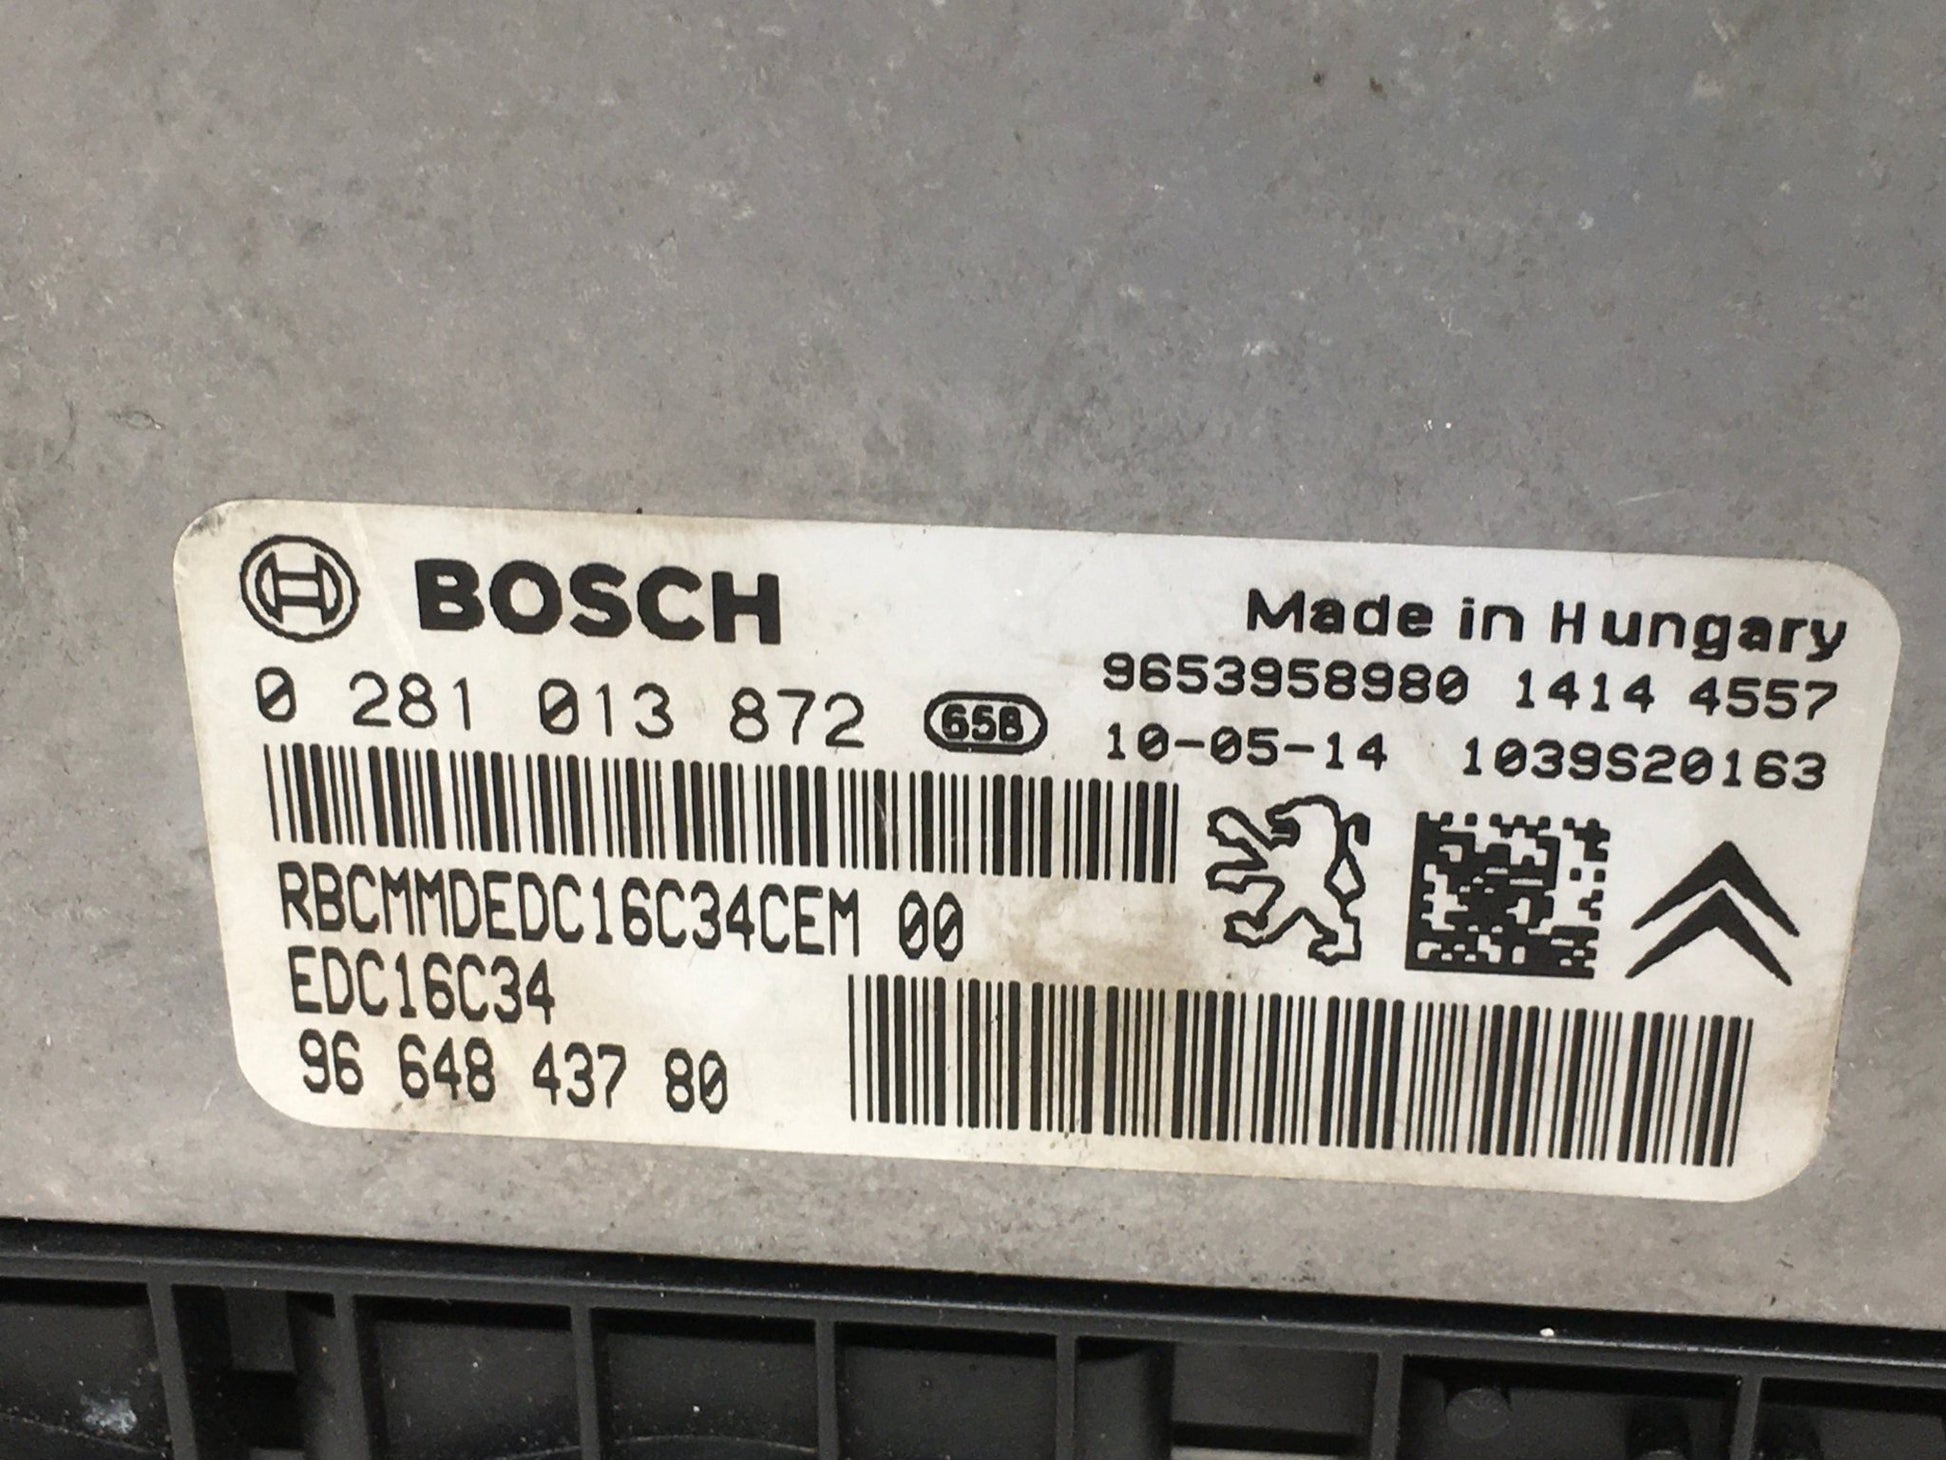 BOSCH
Made in Hungary
0 281 013 872 65B
9653958980 1414 4557
10-05-14 1039S20163
RBCMMDEDC16C34CEM 00
EDC16C34
96 648 437 80